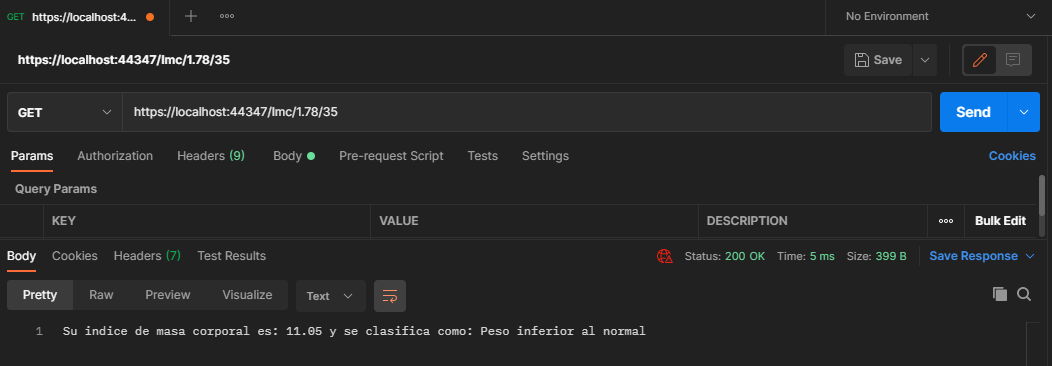 GET https://localhost:4... No Environment
https://localhost:44347/Imc/1.78/35 Save
GET https://localhost:44347/Imc/1.78/35 Send
Params Authorization Headers (9) Body Pre-request Script Tests Settings Cookies
Query Params
KEY VALUE DESCRIPTION Bulk Edit
Body Cookies Headers (7) Test Results Status: 200 OK Time: 5 ms Size: 399 B Save Response
Pretty Raw Preview Visualize Text
1 Su indice de masa corporal es: 11.05 y se clasifica como: Peso inferior al normal